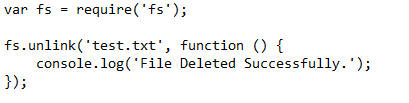 var fs = require('fs');
fs.unlink('test.txt', function () {
    console.log('File Deleted Successfully.');
});